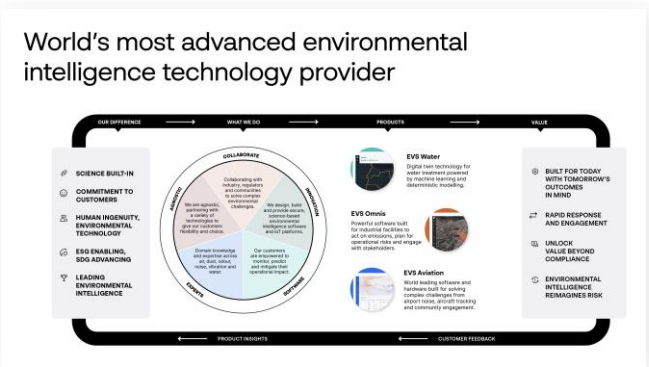 World's most advanced environmental
intelligence technology provider
OUR DIFFERENCE
WHAT WE DO
PRODUCTS
VALUE
SCIENCE BUILT-IN
COMMITMENT TO
CUSTOMERS
HUMAN INGENUITY,
ENVIRONMENTAL
TECHNOLOGY
ESG ENABLING,
SDG ADVANCING
LEADING
ENVIRONMENTAL
INTELLIGENCE
COLLABORATE
INNOVATION
SOFTWARE
EXPERTS
AGNOSTIC
Collaborating with
industry, regulators
and communities
to solve complex
environmental
challenges.
We are agnostic,
partnering with
a variety of
technologies to
give our customers
flexibility and choice.
We design, build
and provide secure,
science-based
environmental
intelligence software
and IoT platforms.
Domain knowledge
and expertise across
air, dust, odour,
noise, vibration and
water.
Our customers
are empowered to
monitor, predict
and mitigate their
operational impact.
EVS Water
Digital twin technology for
water treatment powered
by machine learning and
deterministic modelling.
EVS Omnis
Powerful software built
for industrial facilities to
act on emissions, plan for
operational risks and engage
with stakeholders.
EVS Aviation
World leading software and
hardware built for solving
complex challenges from
airport noise, aircraft tracking
and community engagement.
BUILT FOR TODAY
WITH TOMORROW'S
OUTCOMES
IN MIND
RAPID RESPONSE
AND ENGAGEMENT
UNLOCK
VALUE BEYOND
COMPLIANCE
ENVIRONMENTAL
INTELLIGENCE
REIMAGINES RISK
PRODUCT INSIGHTS
CUSTOMER FEEDBACK